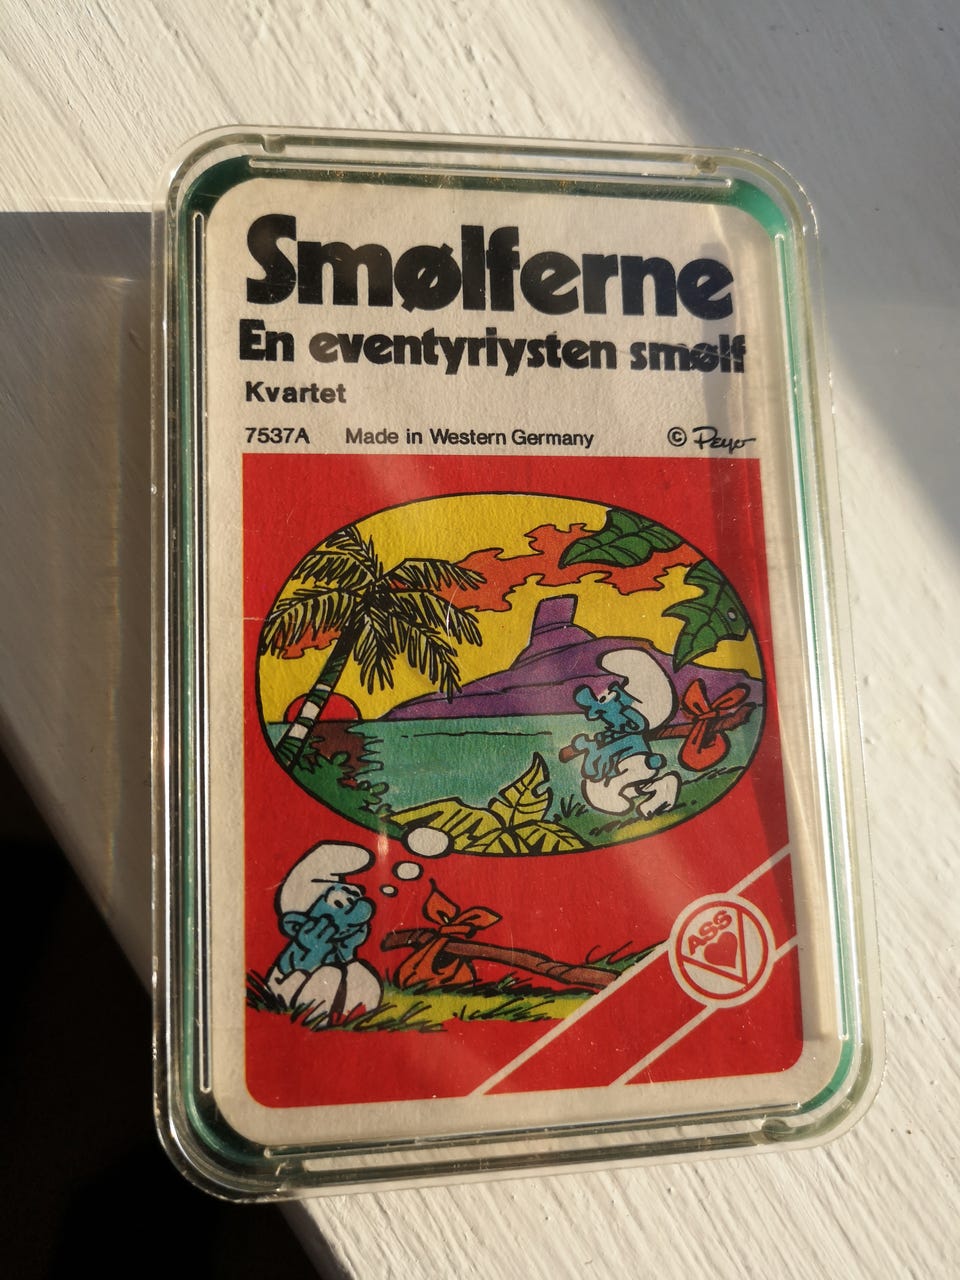 Smølferne
En eventyrlysten smølf
Kvartet
7537A Made in Western Germany © Peyo
ASS